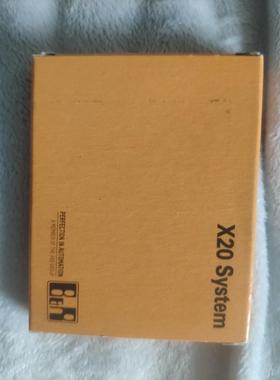 X20 System
PERFECTION IN AUTOMATION
A MEMBER OF THE ABB GROUP
B&R